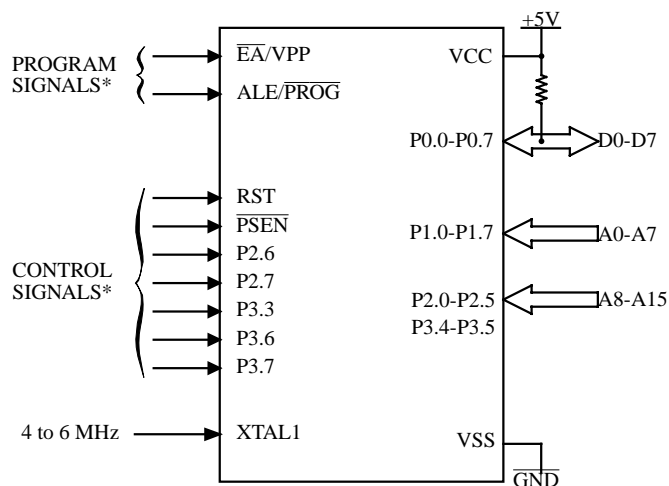 +5V
PROGRAM
SIGNALS*
EA/VPP
ALE/PROG
VCC
P0.0-P0.7
D0-D7
CONTROL
SIGNALS*
RST
PSEN
P2.6
P2.7
P3.3
P3.6
P3.7
P1.0-P1.7
A0-A7
P2.0-P2.5
P3.4-P3.5
A8-A15
4 to 6 MHz
XTAL1
VSS
GND